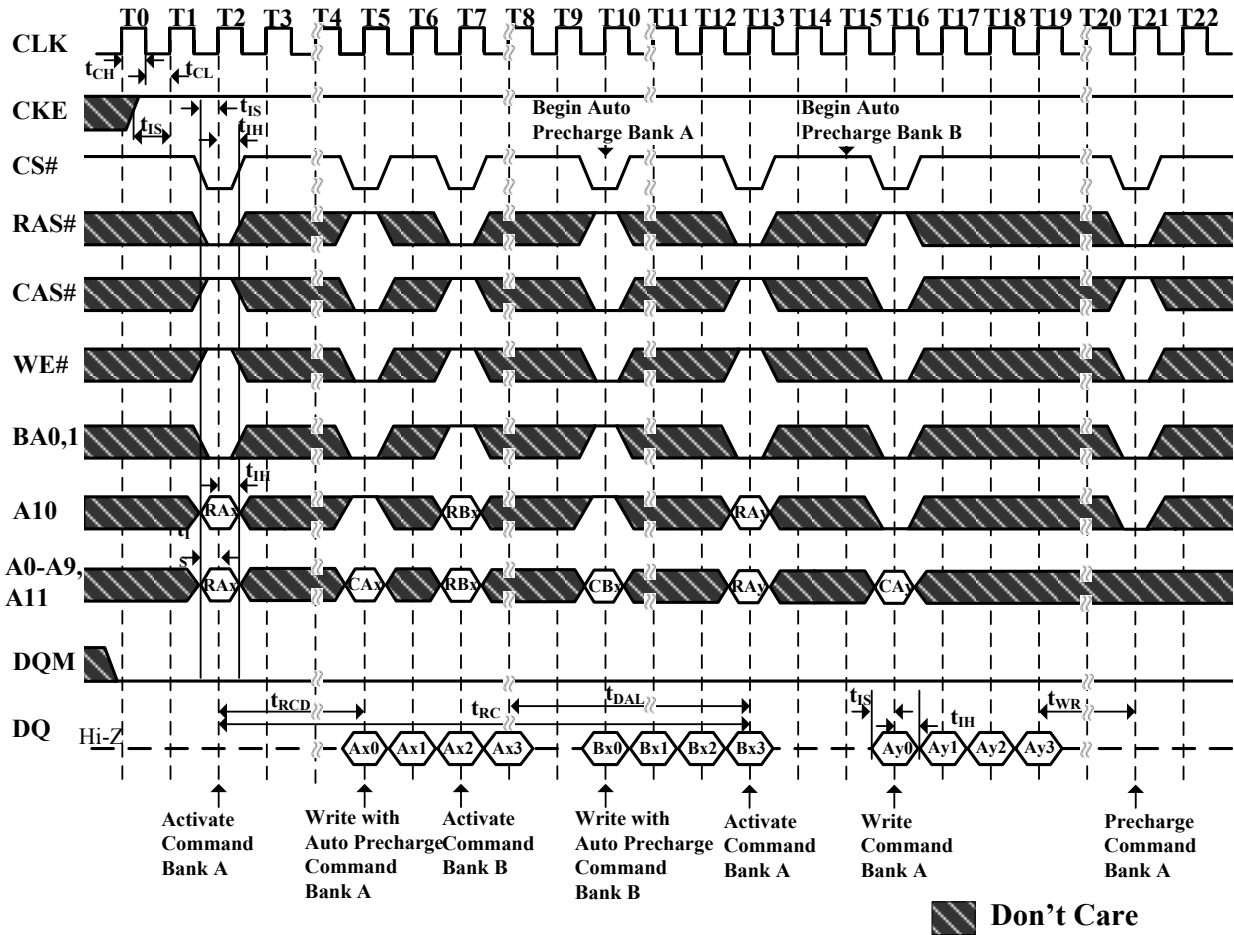 T0 T1 T2 T3 T4 T5 T6 T7 T8 T9 T10 T11 T12 T13 T14 T15 T16 T17 T18 T19 T20 T21 T22
CLK
tCH tCL
CKE
tIS
tIS
tIH
Begin Auto
Precharge Bank A
Begin Auto
Precharge Bank B
CS#
RAS#
CAS#
WE#
BA0,1
tIH
A10
RAx RBx RAy
tI
S
A0-A9,
A11
RAx CAx RBx CBx RAy CAy
DQM
tRCD
tRC
tDAL
tIS
tIH
tWR
DQ
Hi-Z
Ax0 Ax1 Ax2 Ax3 Bx0 Bx1 Bx2 Bx3 Ay0 Ay1 Ay2 Ay3
Activate
Command
Bank A
Write with
Auto Precharge
Command
Bank A
Activate
Command
Bank B
Write with
Auto Precharge
Command
Bank B
Activate
Command
Bank A
Write
Command
Bank A
Precharge
Command
Bank A
Don't Care